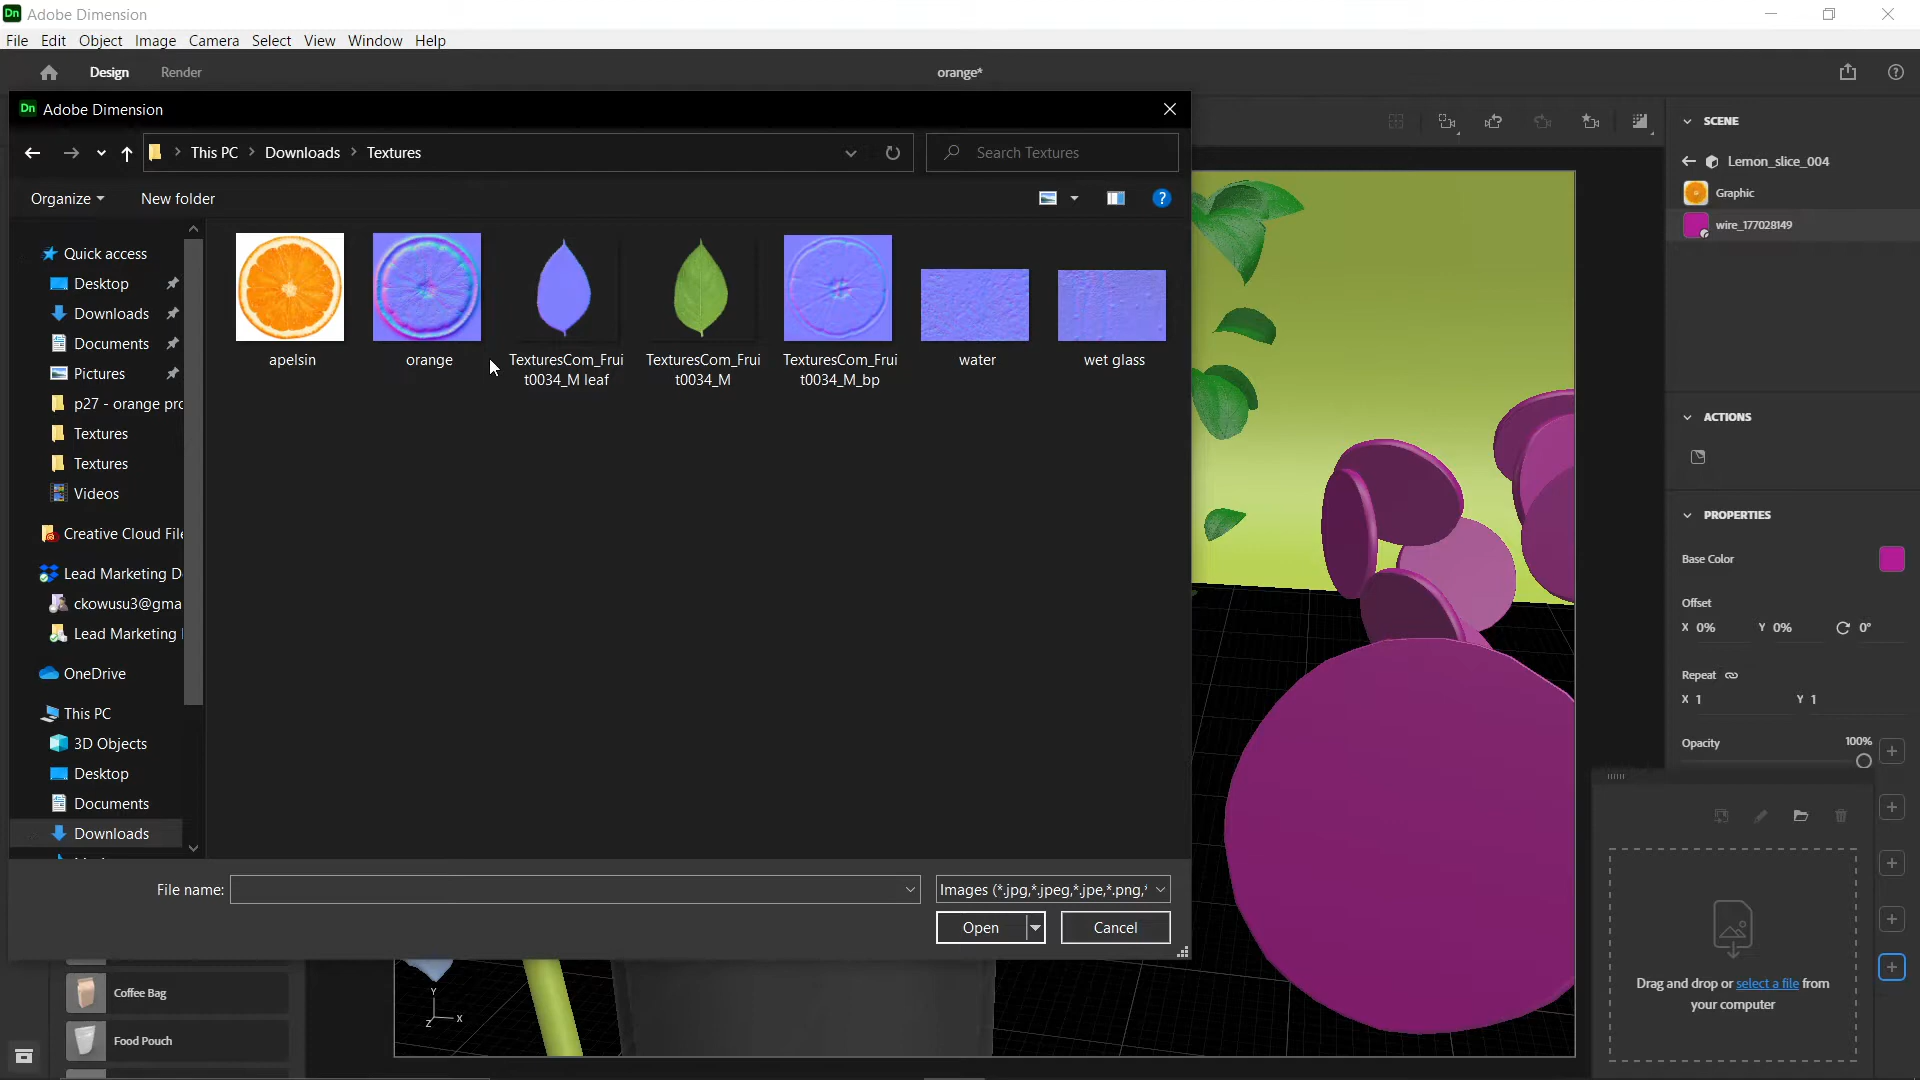 Dn Adobe Dimension
File Edit Object Image Camera Select View Window Help
Design Render orange*
Dn Adobe Dimension
This PC Downloads Textures
Search Textures
Organize New folder
Quick access
Desktop
Downloads
Documents
Pictures
p27 - orange pro
Textures
Textures
Videos
Creative Cloud File
Lead Marketing D
ckowusu3@gma
Lead Marketing
OneDrive
This PC
3D Objects
Desktop
Documents
Downloads
apelsin
orange
TexturesCom_Frui
t0034_M leaf
TexturesCom_Frui
t0034_M
TexturesCom_Frui
t0034_M_bp
water
wet glass
File name:
Images (*.jpg,*.jpeg,*.jpe,*.png,*
Open Cancel
Coffee Bag
Food Pouch
Y
Z X
SCENE
Lemon_slice_004
Graphic
wire_177028149
ACTIONS
PROPERTIES
Base Color
Offset
X 0% Y 0% 0°
Repeat
X 1 Y 1
Opacity 100%
Drag and drop or select a file from
your computer